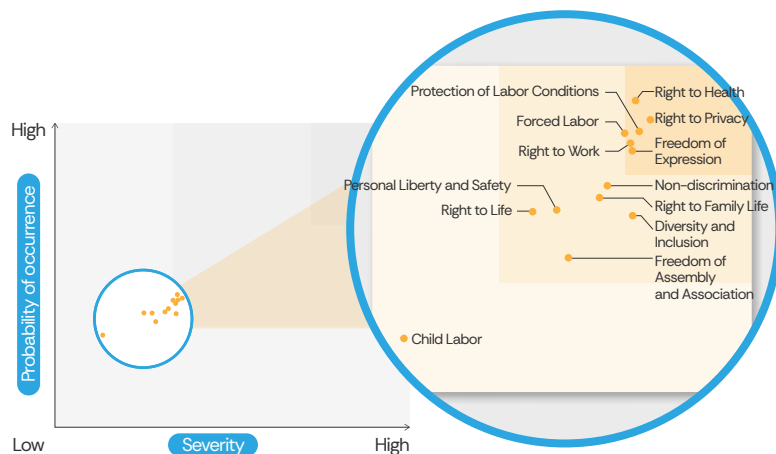 Right to Health
Protection of Labor Conditions
Right to Privacy
High
Forced Labor
Freedom of
Expression
Right to Work
Personal Liberty and Safety
Non-discrimination
Right to Life
Right to Family Life
Diversity and
Inclusion
Freedom of
Assembly
and Association
Child Labor
Probability of occurrence
Low
Severity
High